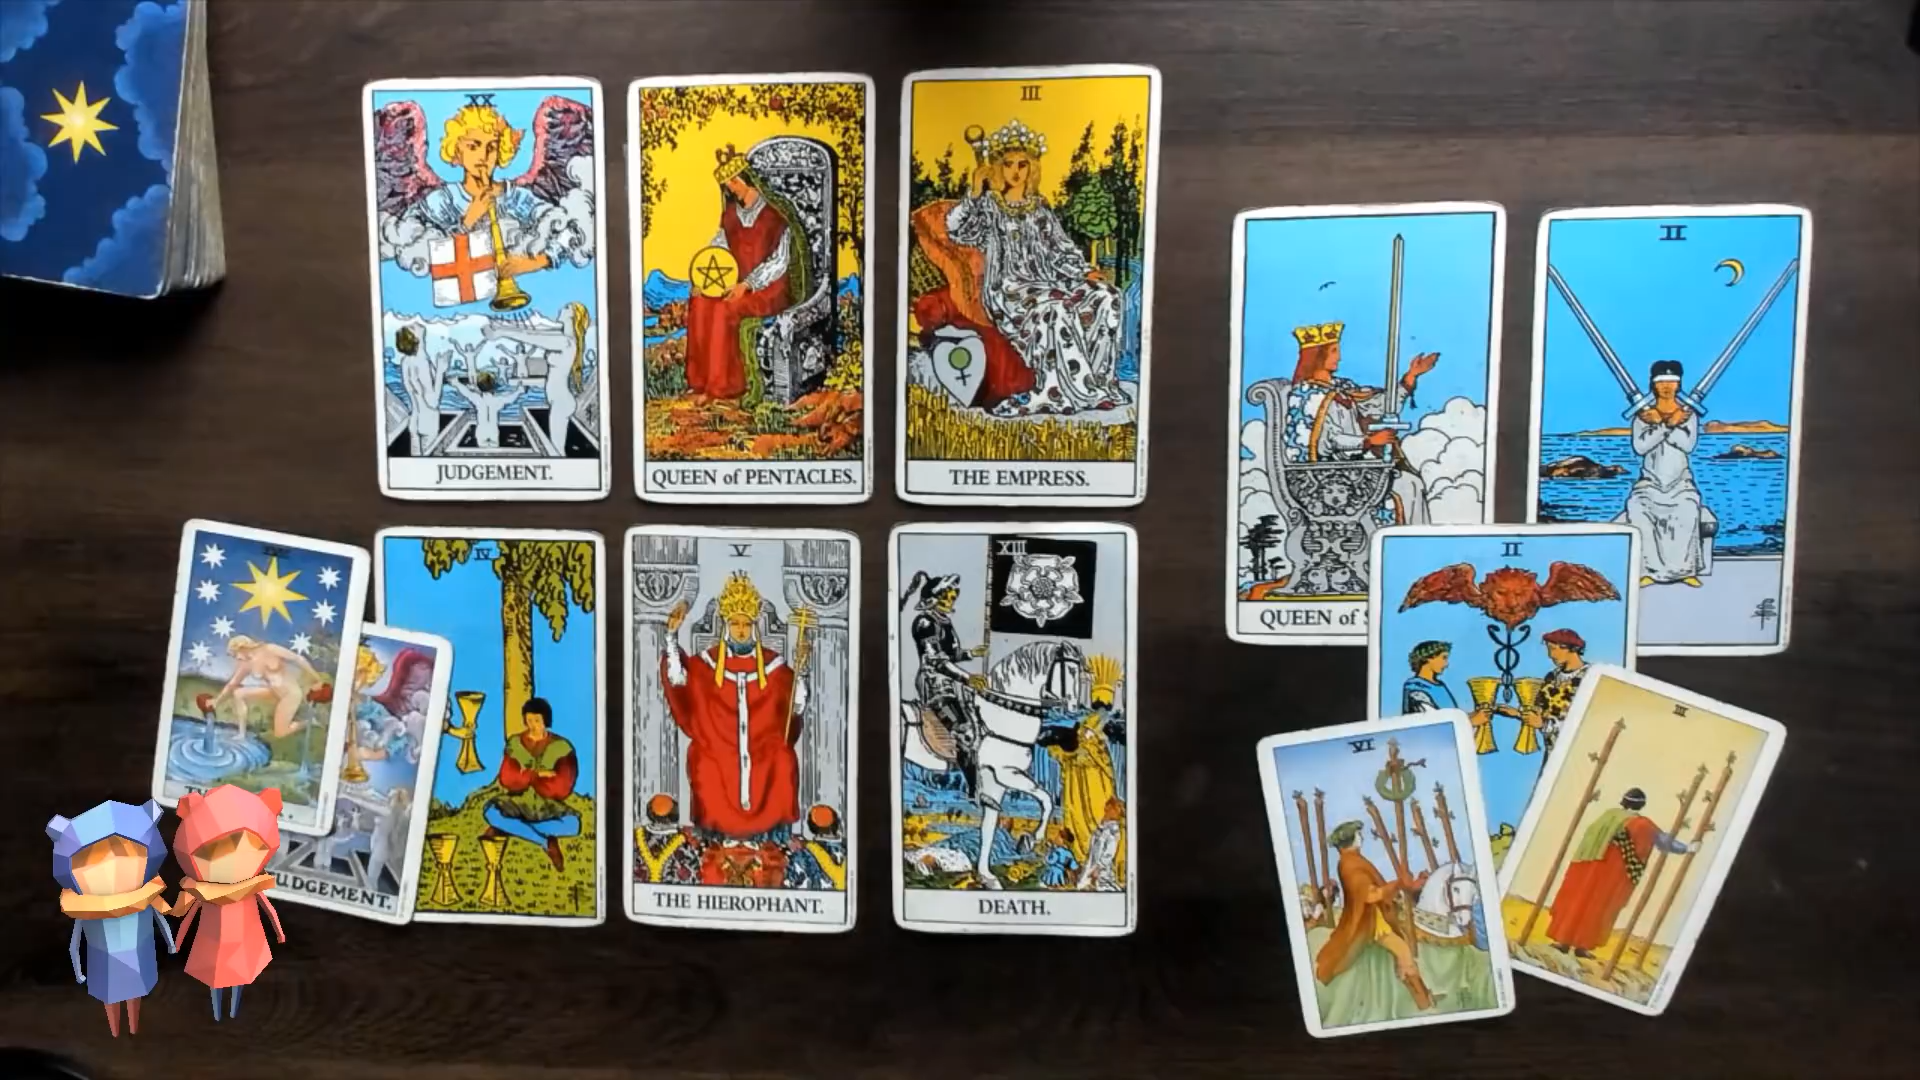 XX
JUDGEMENT.
QUEEN of PENTACLES.
III
THE EMPRESS.
QUEEN of
II
IV
V
THE HIEROPHANT.
XIII
DEATH.
II
VI
III
JUDGEMENT.